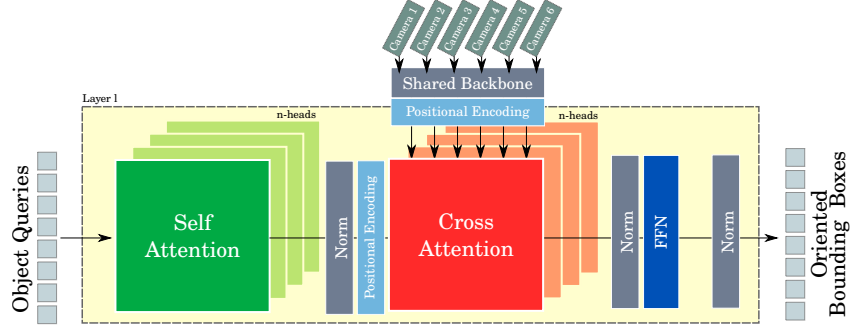 Camera 1
Camera 2
Camera 3
Camera 4
Camera 5
Camera 6
Shared Backbone
Positional Encoding
Layer l
n-heads
n-heads
Object Queries
Self
Attention
Norm
Positional Encoding
Cross
Attention
Norm
FFN
Norm
Oriented
Bounding Boxes